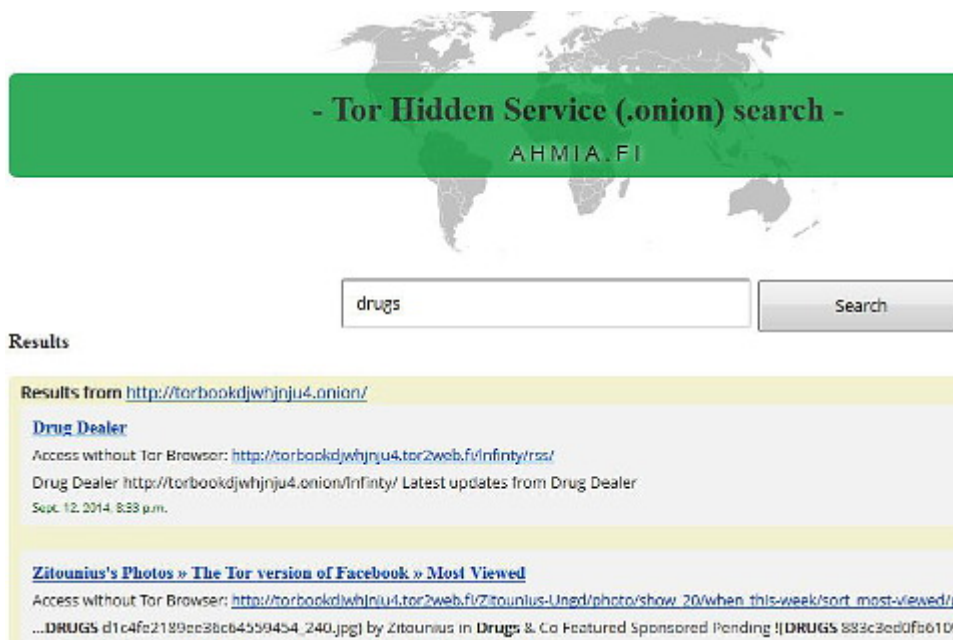 - Tor Hidden Service (.onion) search -
AHMIA.FI
drugs
Search
Results
Results from http://torbookdjwhjnju4.onion/
Drug Dealer
Access without Tor Browser: http://torbookdjwhjnju4.tor2web.fi/Infinty/rss/
Drug Dealer http://torbookdjwhjnju4.onion/Infinty/ Latest updates from Drug Dealer
Sept. 12, 2014, 8:33 p.m.
Zitounius's Photos » The Tor version of Facebook » Most Viewed
Access without Tor Browser: http://torbookdjwhjnju4.tor2web.fi/Zitounius-Ungd/photo/show_20/when_this-week/sort_most-viewed/
...DRUGS d1c4fe2189ee36c64559454_240.jpg] by Zitounius in Drugs & Co Featured Sponsored Pending ![DRUGS 883c3ed0fb610